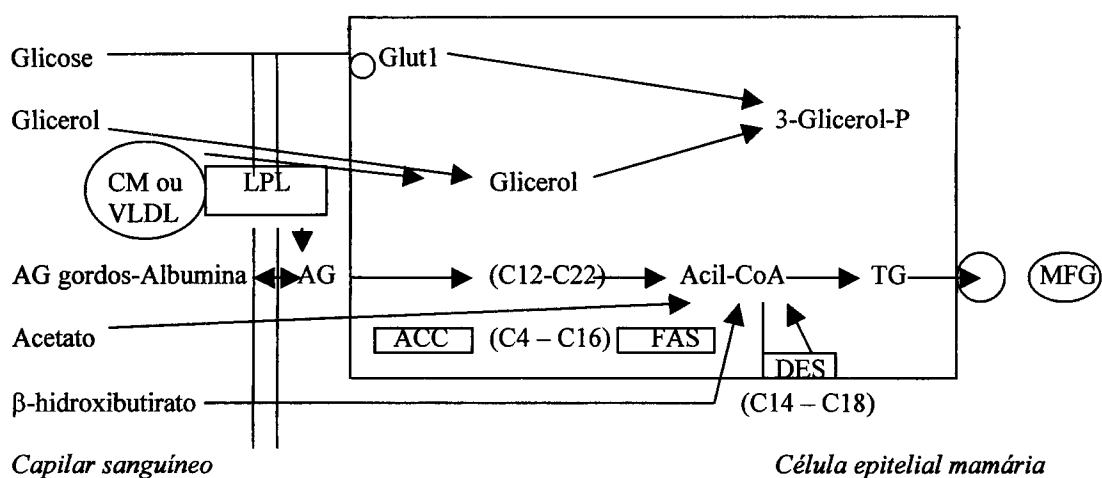 Glicose Glut1
Glicerol 3-Glicerol-P
CM ou LPL Glicerol
VLDL
AG gordos-Albumina AG (C12-C22) Acil-CoA TG MFG
Acetato ACC (C4 – C16) FAS
DES
β-hidroxibutirato (C14 – C18)
Capilar sanguíneo Célula epitelial mamária